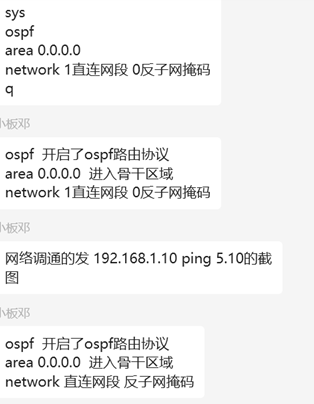 sys
ospf
area 0.0.0.0
network 1直连网段 0反子网掩码
q
小板邓
ospf  开启了ospf路由协议
area 0.0.0.0  进入骨干区域
network 1直连网段 0反子网掩码
小板邓
网络调通的发 192.168.1.10 ping 5.10的截
图
小板邓
ospf  开启了ospf路由协议
area 0.0.0.0  进入骨干区域
network 直连网段 反子网掩码